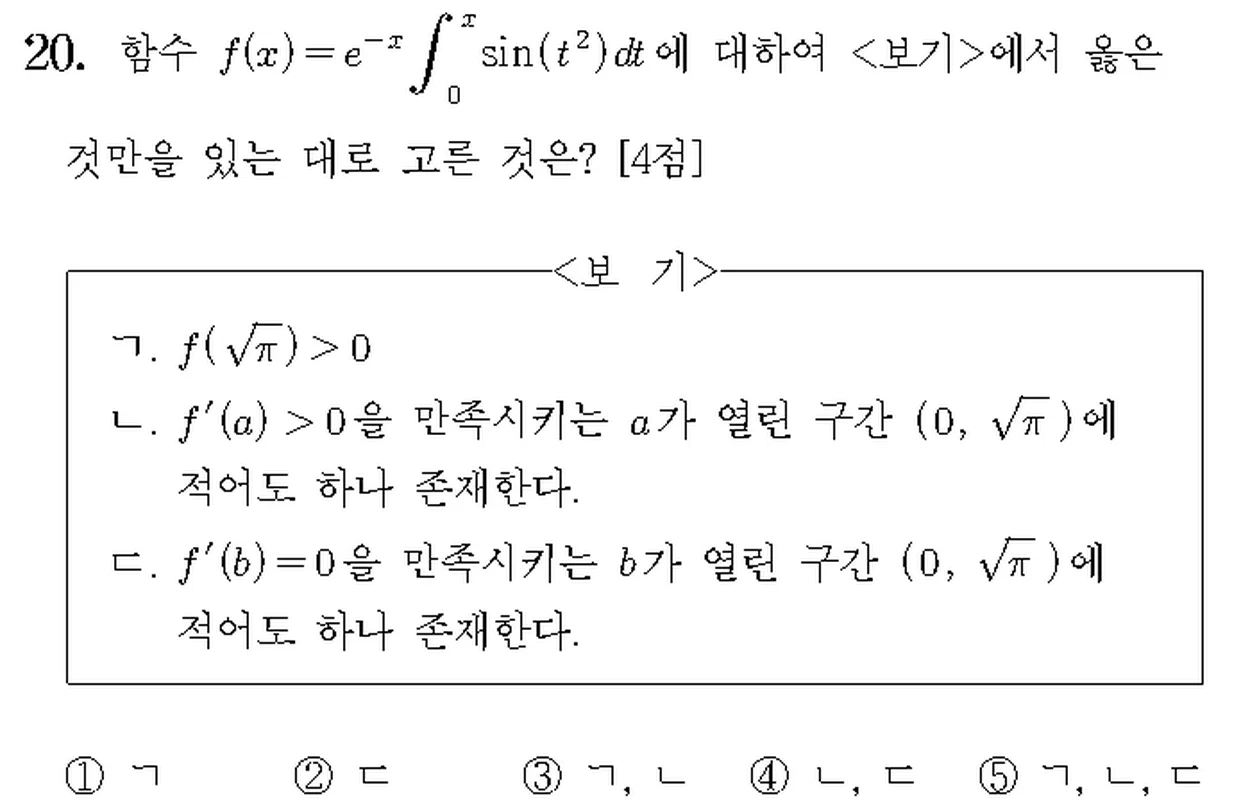 20. 함수 f(x)=e^{-x}∫_0^x sin(t²)dt에 대하여 <보기>에서 옳은
것만을 있는 대로 고른 것은? [4점]
<보 기>
ㄱ. f(√π)>0
ㄴ. f′(a)>0을 만족시키는 a가 열린 구간 (0, √π)에
적어도 하나 존재한다.
ㄷ. f′(b)=0을 만족시키는 b가 열린 구간 (0, √π)에
적어도 하나 존재한다.
① ㄱ ② ㄷ ③ ㄱ, ㄴ ④ ㄴ, ㄷ ⑤ ㄱ, ㄴ, ㄷ